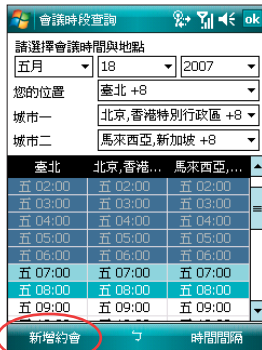 會議時段查詢 ok
請選擇會議時間與地點
五月 18 2007
您的位置 臺北 +8
城市一 北京,香港特別行政區 +8
城市二 馬來西亞,新加坡 +8
臺北 北京,香港... 馬來西亞,...
五 02:00 五 02:00 五 02:00
五 03:00 五 03:00 五 03:00
五 04:00 五 04:00 五 04:00
五 05:00 五 05:00 五 05:00
五 06:00 五 06:00 五 06:00
五 07:00 五 07:00 五 07:00
五 08:00 五 08:00 五 08:00
五 09:00 五 09:00 五 09:00
新增約會 時間間隔